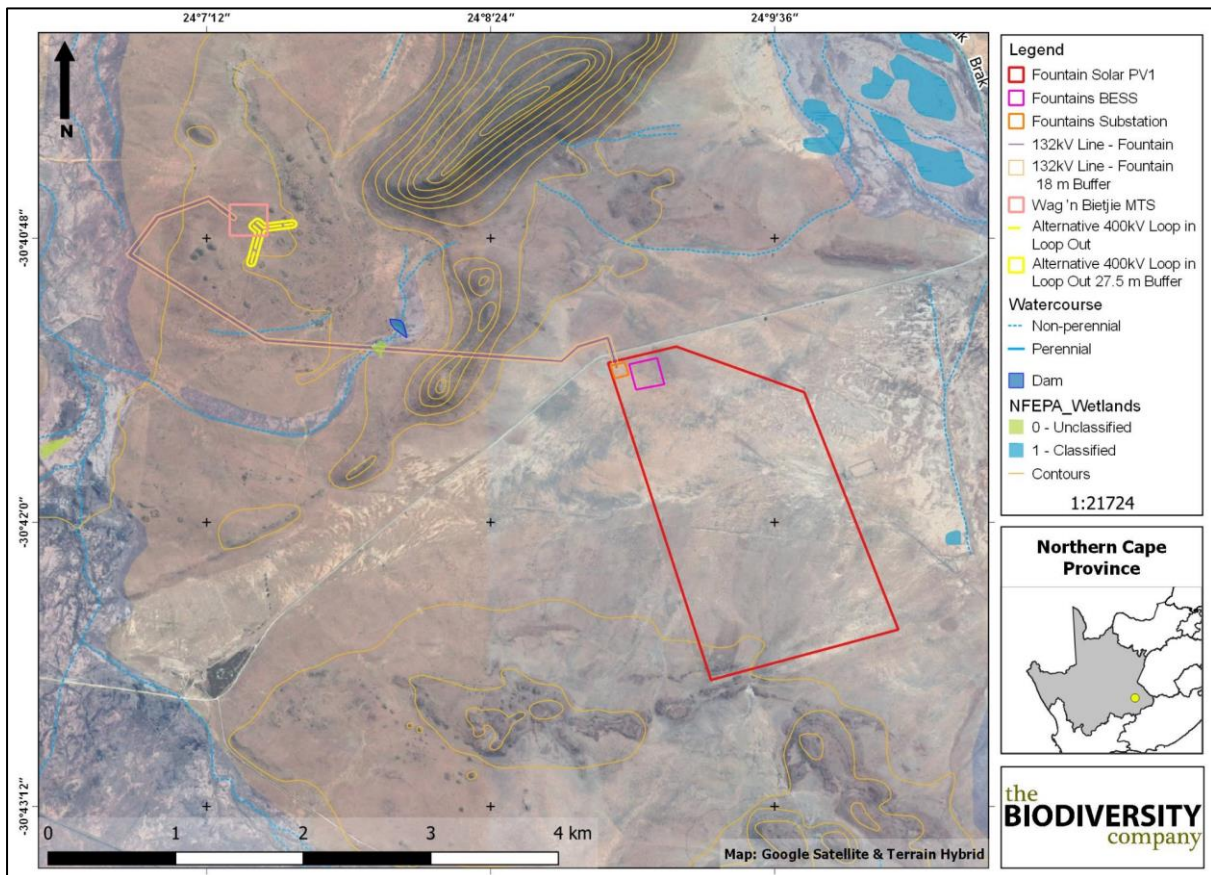 24°7'12" 24°8'24" 24°9'36"
-30°40'48"
-30°42'0"
-30°43'12"
N
Brak
0 1 2 3 4 km
Map: Google Satellite & Terrain Hybrid
Legend
Fountain Solar PV1
Fountains BESS
Fountains Substation
132kV Line - Fountain
132kV Line - Fountain
18 m Buffer
Wag 'n Bietjie MTS
Alternative 400kV Loop in
Loop Out
Alternative 400kV Loop in
Loop Out 27.5 m Buffer
Watercourse
Non-perennial
Perennial
Dam
NFEPA_Wetlands
0 - Unclassified
1 - Classified
Contours
1:21724
Northern Cape
Province
the
BIODIVERSITY
company